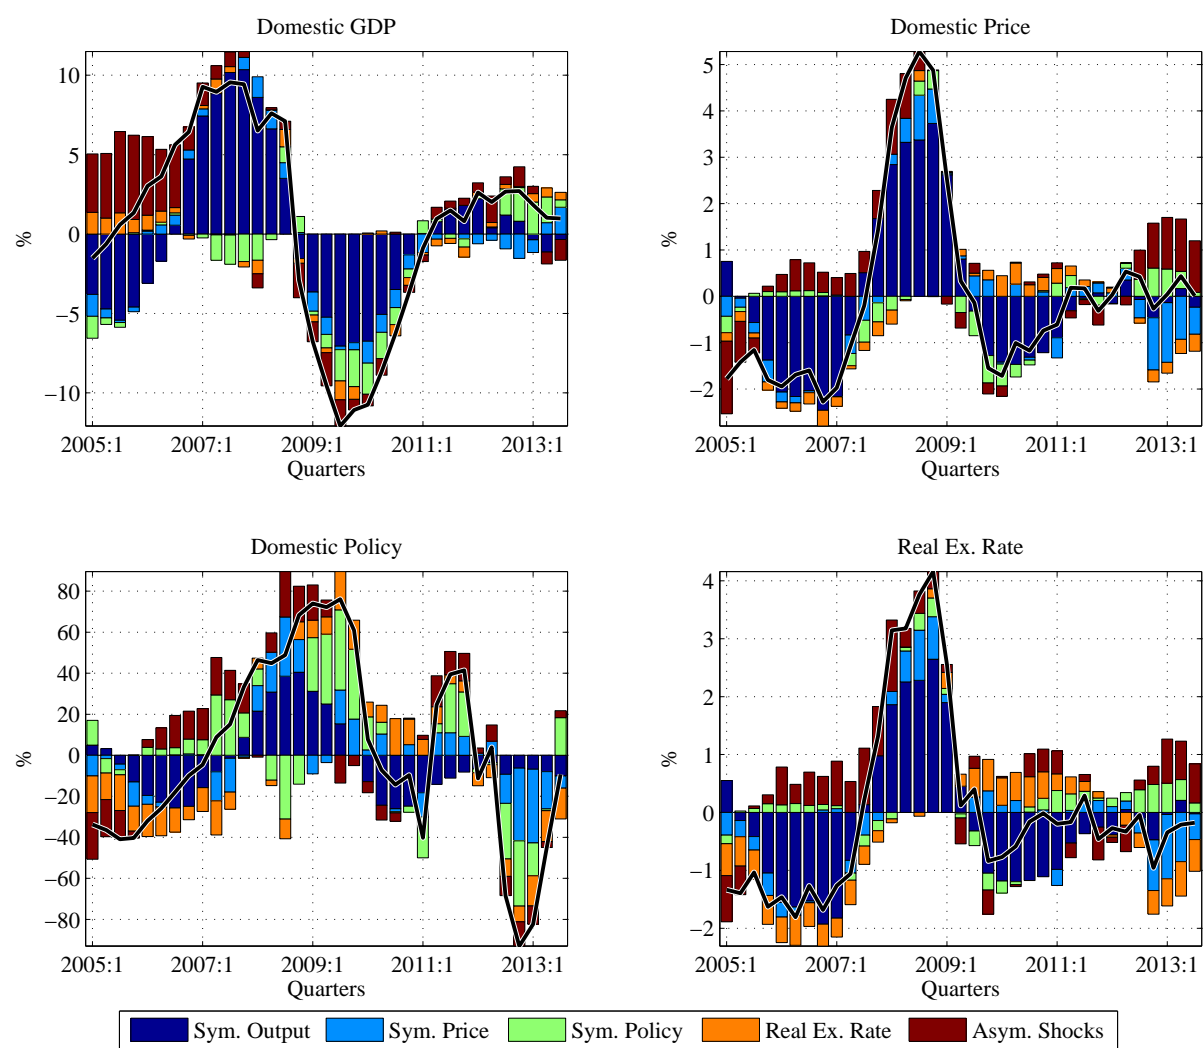 Domestic GDP
10
5
0
−5
−10
%
2005:1 2007:1 2009:1 2011:1 2013:1
Quarters
Domestic Price
5
4
3
2
1
0
−1
−2
%
2005:1 2007:1 2009:1 2011:1 2013:1
Quarters
Domestic Policy
80
60
40
20
0
−20
−40
−60
−80
%
2005:1 2007:1 2009:1 2011:1 2013:1
Quarters
Real Ex. Rate
4
3
2
1
0
−1
−2
%
2005:1 2007:1 2009:1 2011:1 2013:1
Quarters
Sym. Output Sym. Price Sym. Policy Real Ex. Rate Asym. Shocks